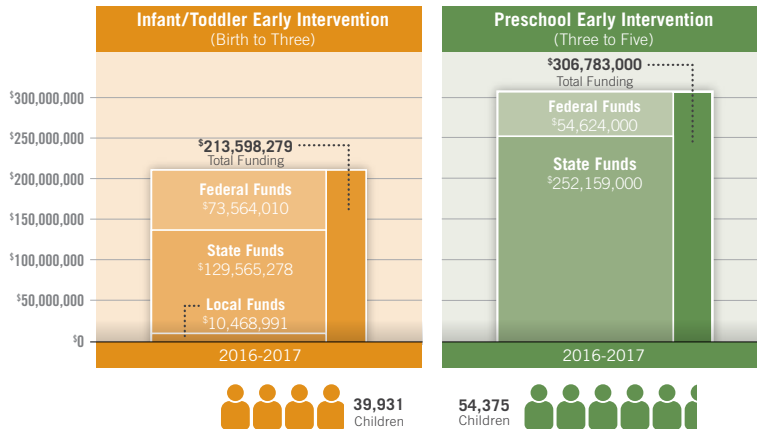 Infant/Toddler Early Intervention
(Birth to Three)
$300,000,000
$250,000,000
$200,000,000
$150,000,000
$100,000,000
$50,000,000
$0
$213,598,279
Total Funding
Federal Funds
$73,564,010
State Funds
$129,565,278
Local Funds
$10,468,991
2016-2017
39,931
Children
Preschool Early Intervention
(Three to Five)
$306,783,000
Total Funding
Federal Funds
$54,624,000
State Funds
$252,159,000
2016-2017
54,375
Children